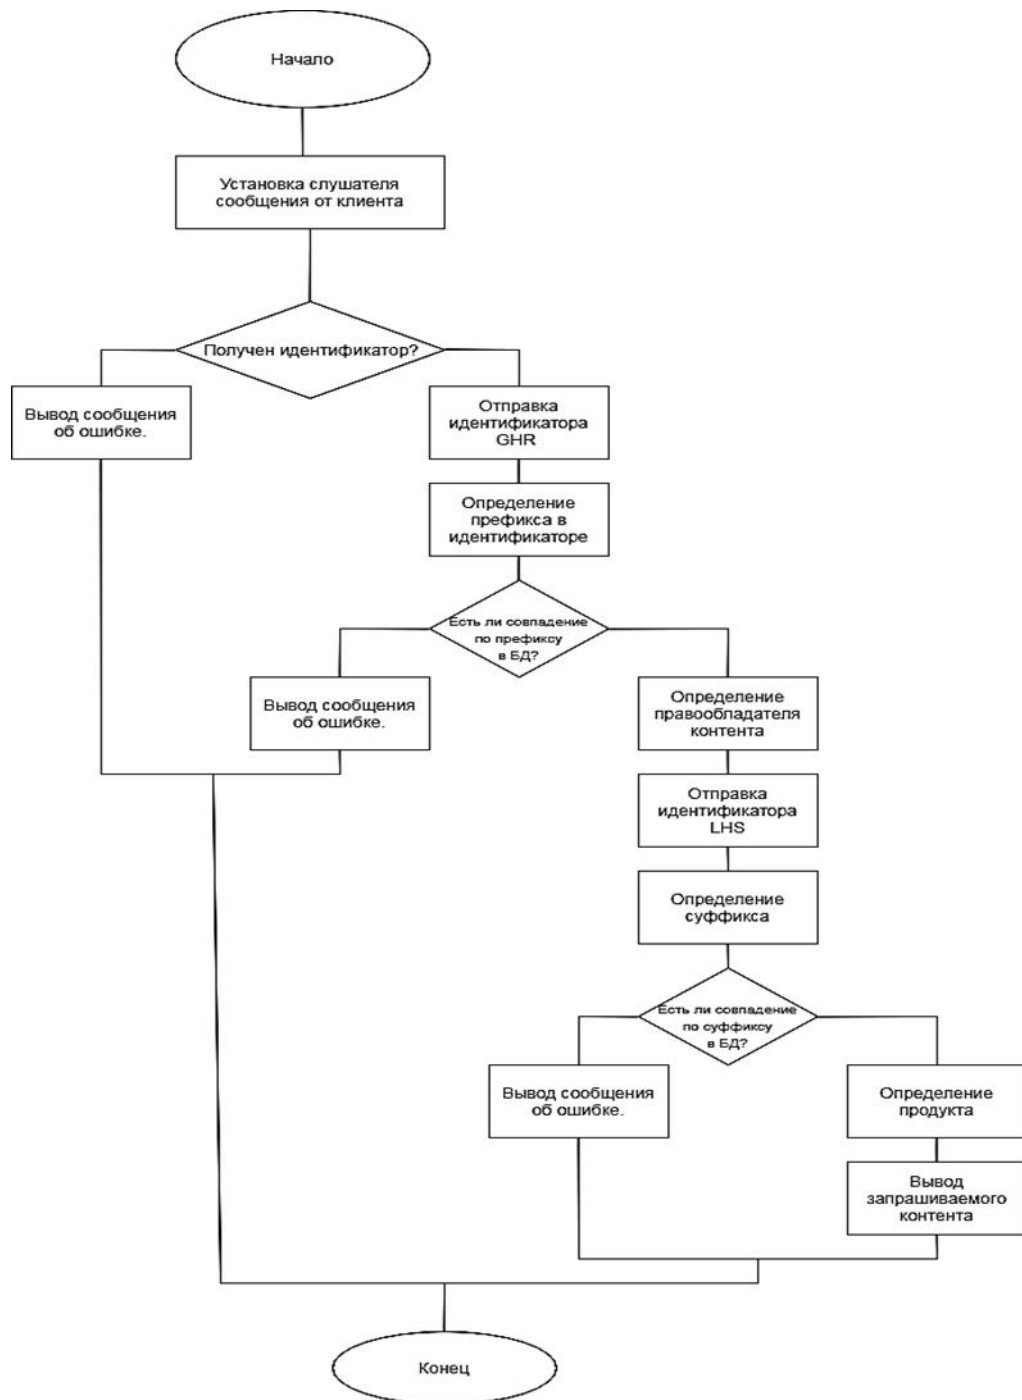 Начало
Установка слушателя
сообщения от клиента
Получен идентификатор?
Вывод сообщения
об ошибке.
Отправка
идентификатора
GHR
Определение
префикса в
идентификаторе
Есть ли совпадение
по префиксу
в БД?
Вывод сообщения
об ошибке.
Определение
правообладателя
контента
Отправка
идентификатора
LHS
Определение
суффикса
Есть ли совпадение
по суффиксу
в БД?
Вывод сообщения
об ошибке.
Определение
продукта
Вывод
запрашиваемого
контента
Конец